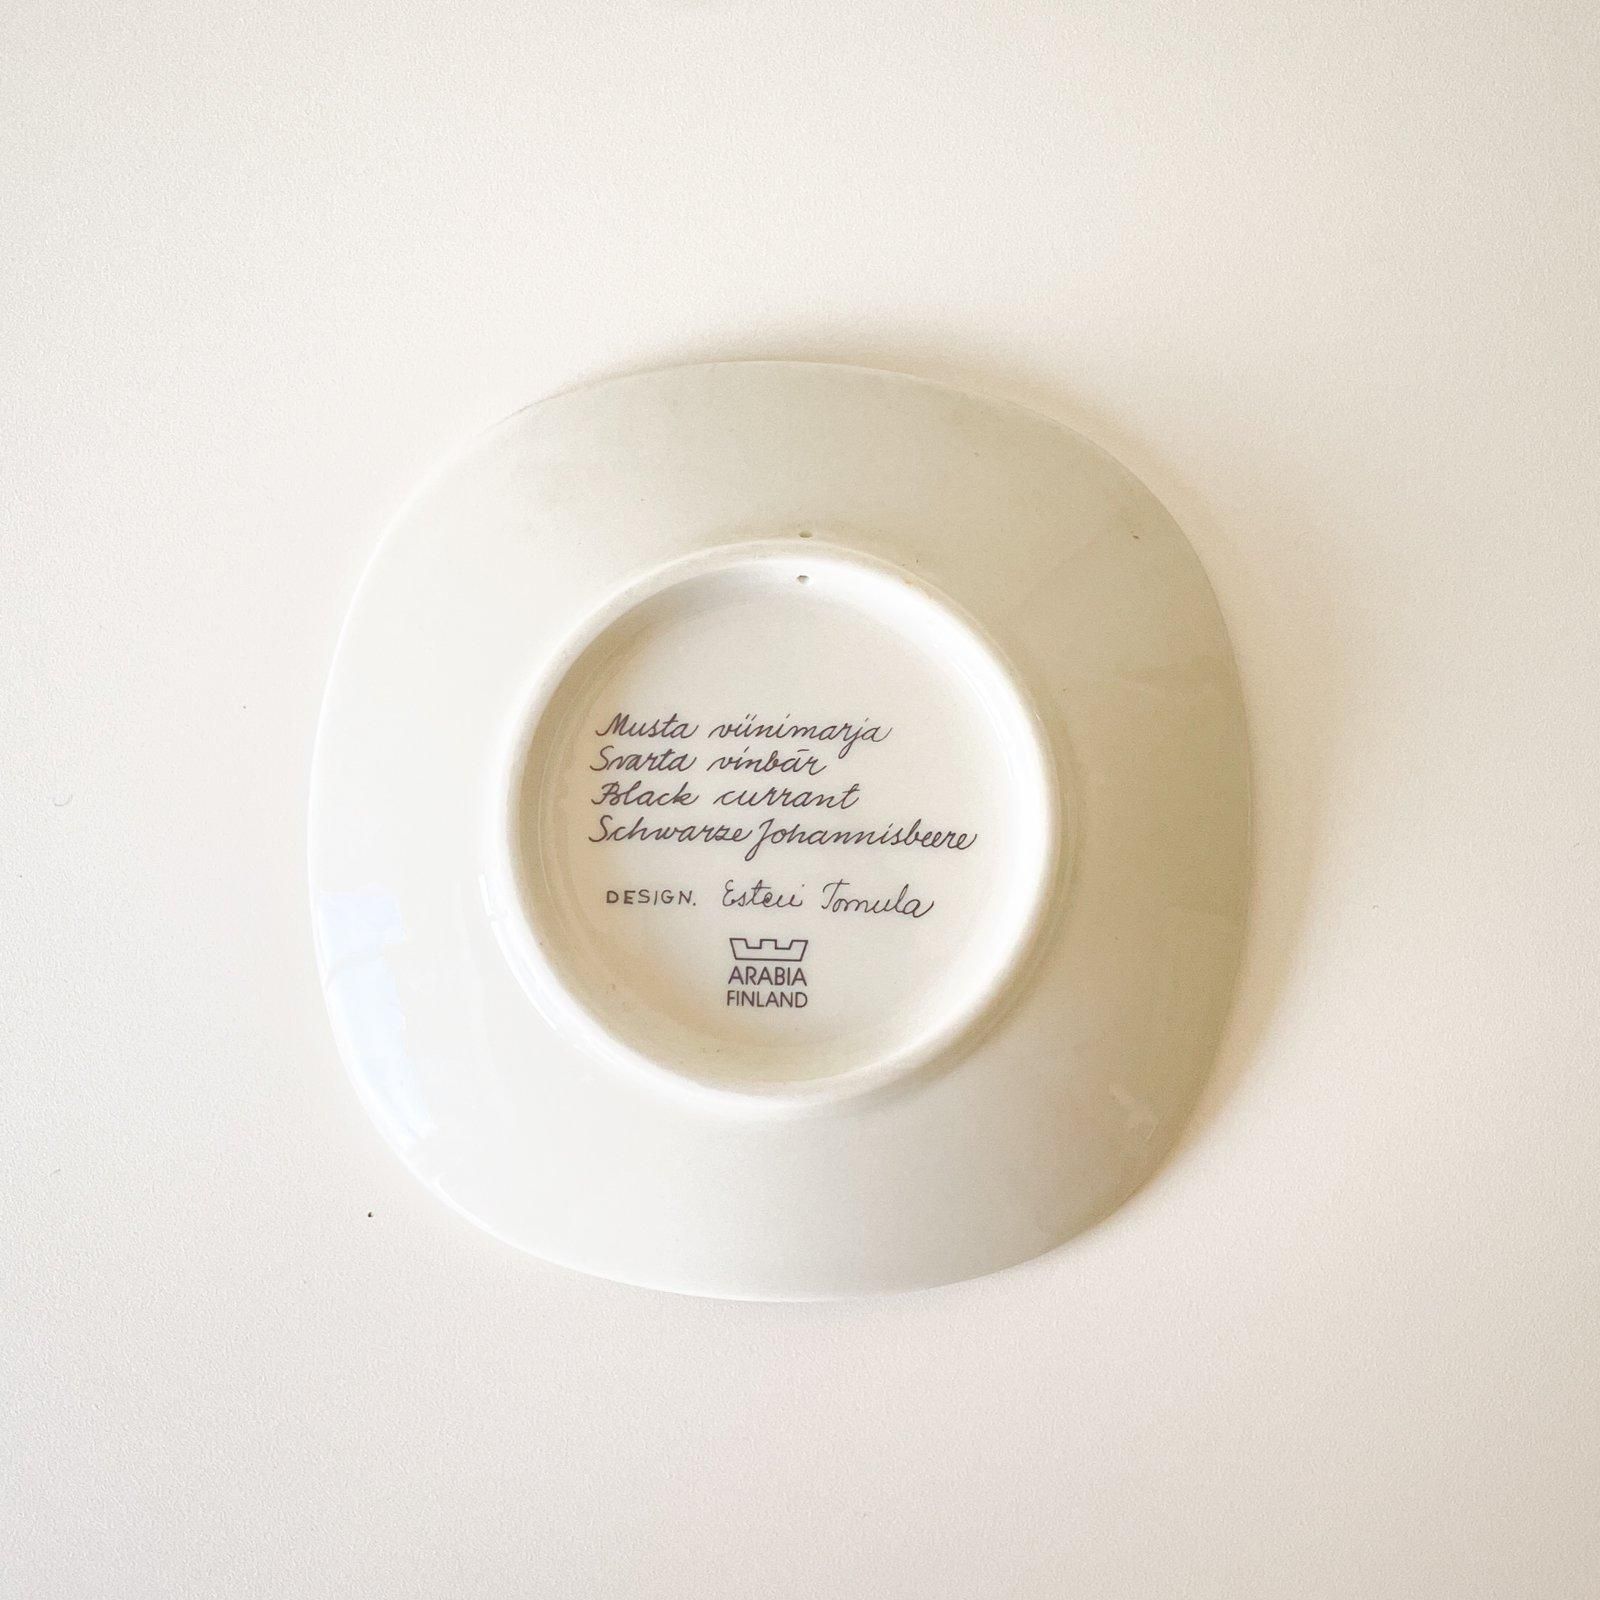 Musta viinimarja
Svarta vinbär
Black currant
Schwarze Johannisbeere
DESIGN. Esteri Tomula
ARABIA
FINLAND